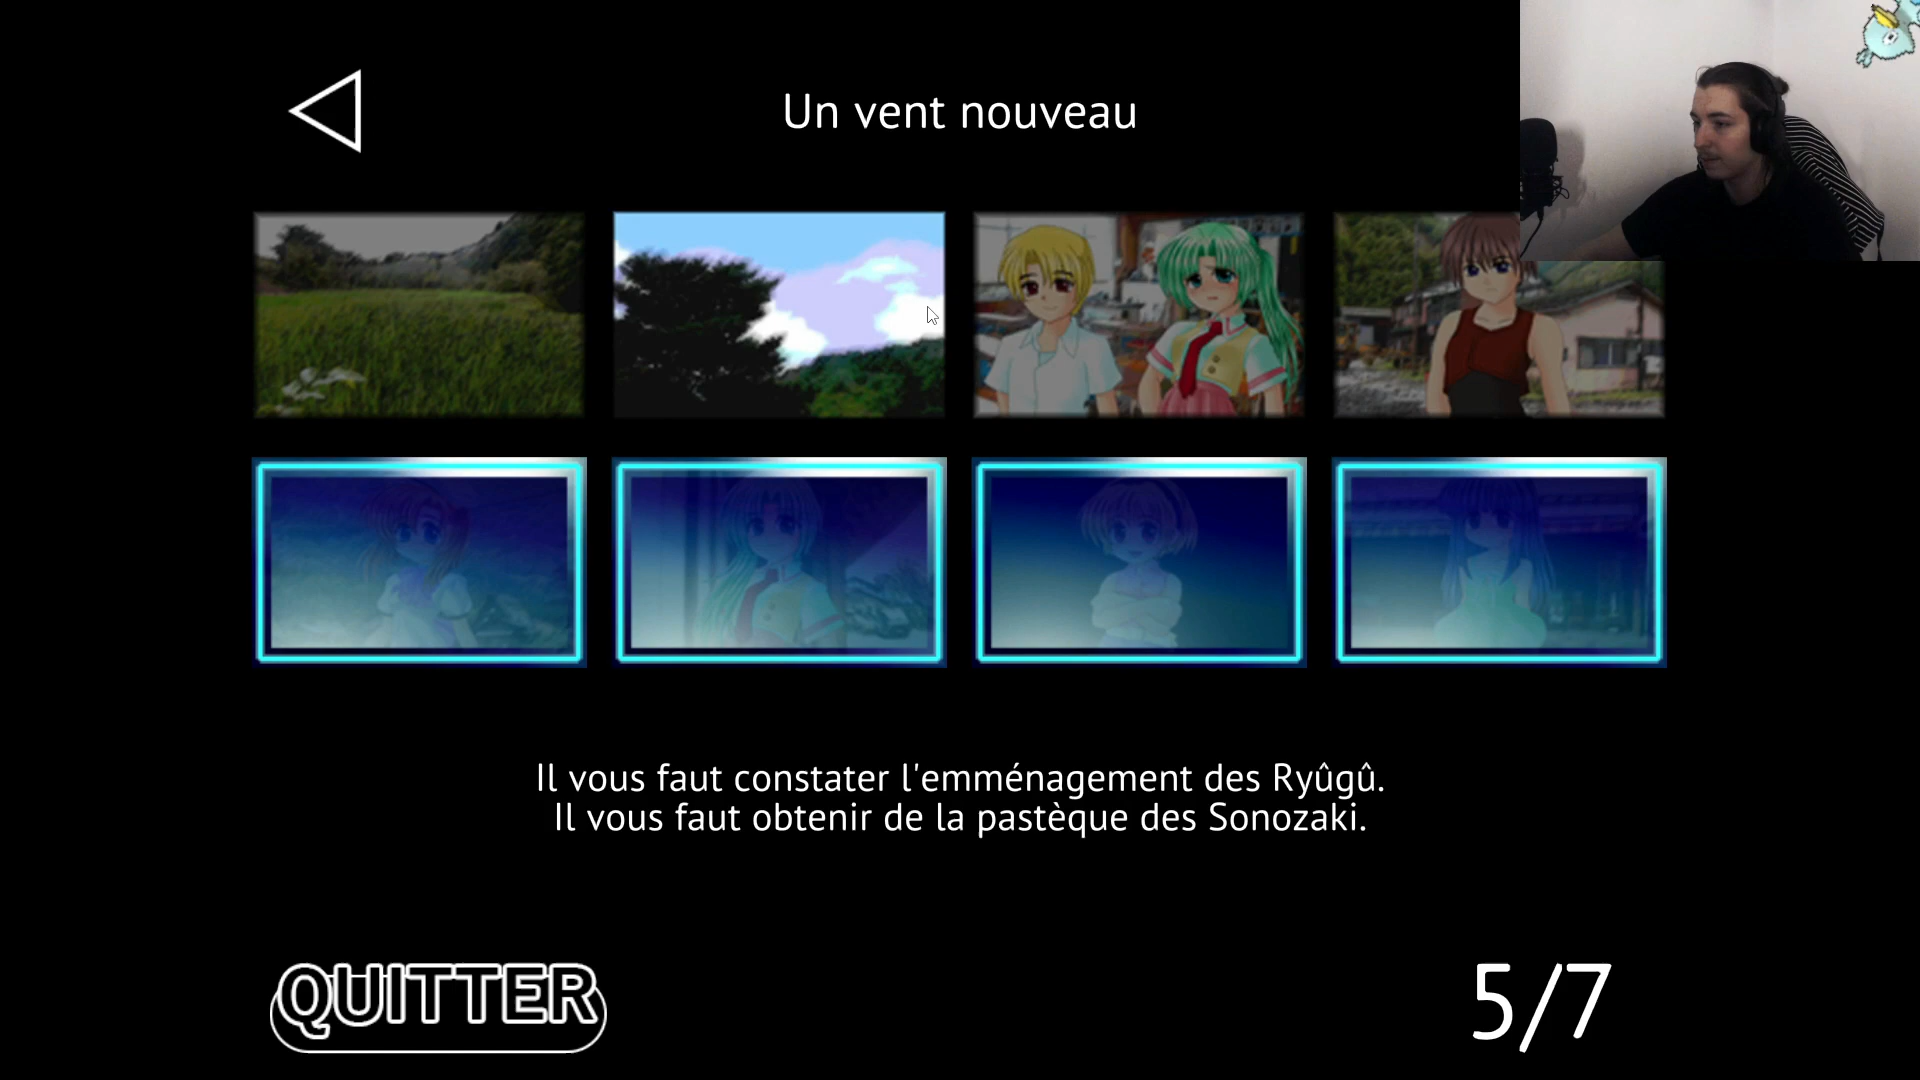 Un vent nouveau
Il vous faut constater l'emménagement des Ryûgû.
Il vous faut obtenir de la pastèque des Sonozaki.
QUITTER
5/7